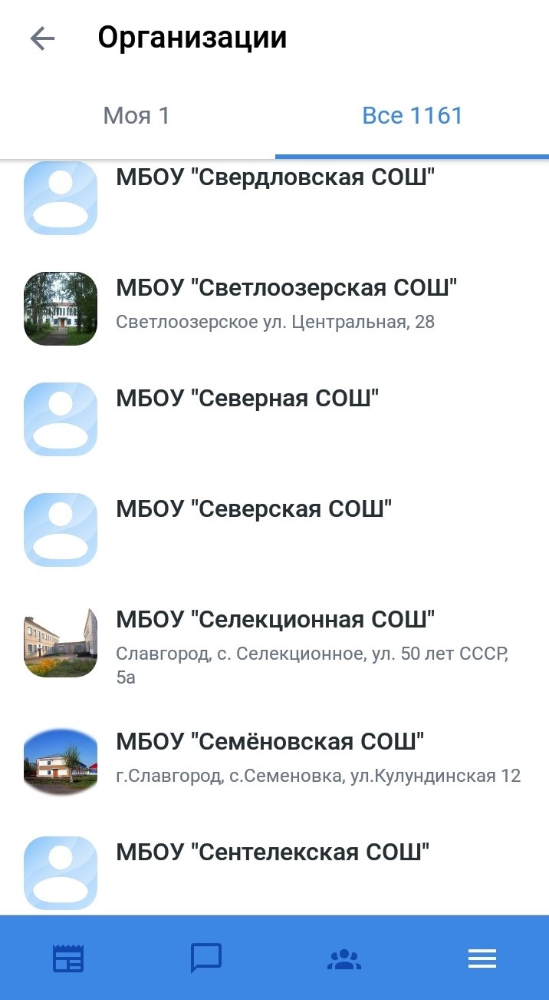 Организации
Моя 1
Все 1161
МБОУ "Свердловская СОШ"
МБОУ "Светлоозерская СОШ"
Светлоозерское ул. Центральная, 28
МБОУ "Северная СОШ"
МБОУ "Северская СОШ"
МБОУ "Селекционная СОШ"
Славгород, с. Селекционное, ул. 50 лет СССР,
5а
МБОУ "Семёновская СОШ"
г.Славгород, с.Семеновка, ул.Кулундинская 12
МБОУ "Сентелекская СОШ"